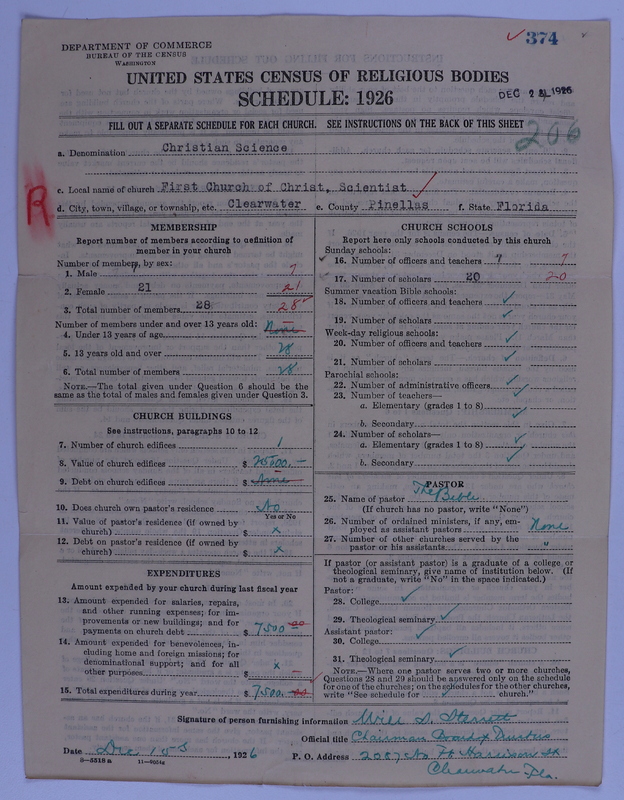 374
DEPARTMENT OF COMMERCE
BUREAU OF THE CENSUS
WASHINGTON
UNITED STATES CENSUS OF RELIGIOUS BODIES
SCHEDULE: 1926
DEC 1926
FILL OUT A SEPARATE SCHEDULE FOR EACH CHURCH. SEE INSTRUCTIONS ON THE BACK OF THIS SHEET
206
a. Denomination Christian Science
c. Local name of church First Church of Christ, Scientist
R
d. City, town, village, or township, etc. Clearwater e. County Pinellas f. State Florida
MEMBERSHIP
Report number of members according to definition of
member in your church
Number of members, by sex:
1. Male 7 7
2. Female 21 21
3. Total number of members 28 28
Number of members under and over 13 years old:
4. Under 13 years of age None
5. 13 years old and over 28
6. Total number of members 28
NOTE.—The total given under Question 6 should be the
same as the total of males and females given under Question 3.
CHURCH BUILDINGS
See instructions, paragraphs 10 to 12
7. Number of church edifices 1
8. Value of church edifices $ 25000.—
9. Debt on church edifices $ None
10. Does church own pastor's residence No
Yes or No
11. Value of pastor's residence (if owned by
church) $ x
12. Debt on pastor's residence (if owned by
church) $ x
EXPENDITURES
Amount expended by your church during last fiscal year
13. Amount expended for salaries, repairs,
and other running expenses; for im-
provements or new buildings; and for
payments on church debt $ 7500 00
14. Amount expended for benevolences, in-
cluding home and foreign missions; for
denominational support; and for all
other purposes $ x —
15. Total expenditures during year $ 7500. 00
CHURCH SCHOOLS
Report here only schools conducted by this church
Sunday schools:
16. Number of officers and teachers 7 7
17. Number of scholars 20 20
Summer vacation Bible schools:
18. Number of officers and teachers ✓
19. Number of scholars ✓
Week-day religious schools:
20. Number of officers and teachers ✓
21. Number of scholars ✓
Parochial schools:
22. Number of administrative officers ✓
23. Number of teachers—
a. Elementary (grades 1 to 8) ✓
b. Secondary ✓
24. Number of scholars—
a. Elementary (grades 1 to 8) ✓
b. Secondary ✓
PASTOR
25. Name of pastor The Bible
(If church has no pastor, write "None")
26. Number of ordained ministers, if any, em-
ployed as assistant pastors None
27. Number of other churches served by the
pastor or his assistants "
If pastor (or assistant pastor) is a graduate of a college or
theological seminary, give name of institution below. (If
not a graduate, write "No" in the space indicated.)
Pastor:
28. College ✓
29. Theological seminary ✓
Assistant pastor:
30. College ✓
31. Theological seminary ✓
NOTE.—Where one pastor serves two or more churches,
Questions 28 and 29 should be answered only on the schedule
for one of the churches; on the schedules for the other churches,
write "See schedule for ✓ church."
Signature of person furnishing information Will S. Sterrett
Official title Chairman Board of Trustees
Date Dec 15, 1926 P. O. Address No Ft Harrison St
8—5518 a 11—9064a
Clearwater Fla.